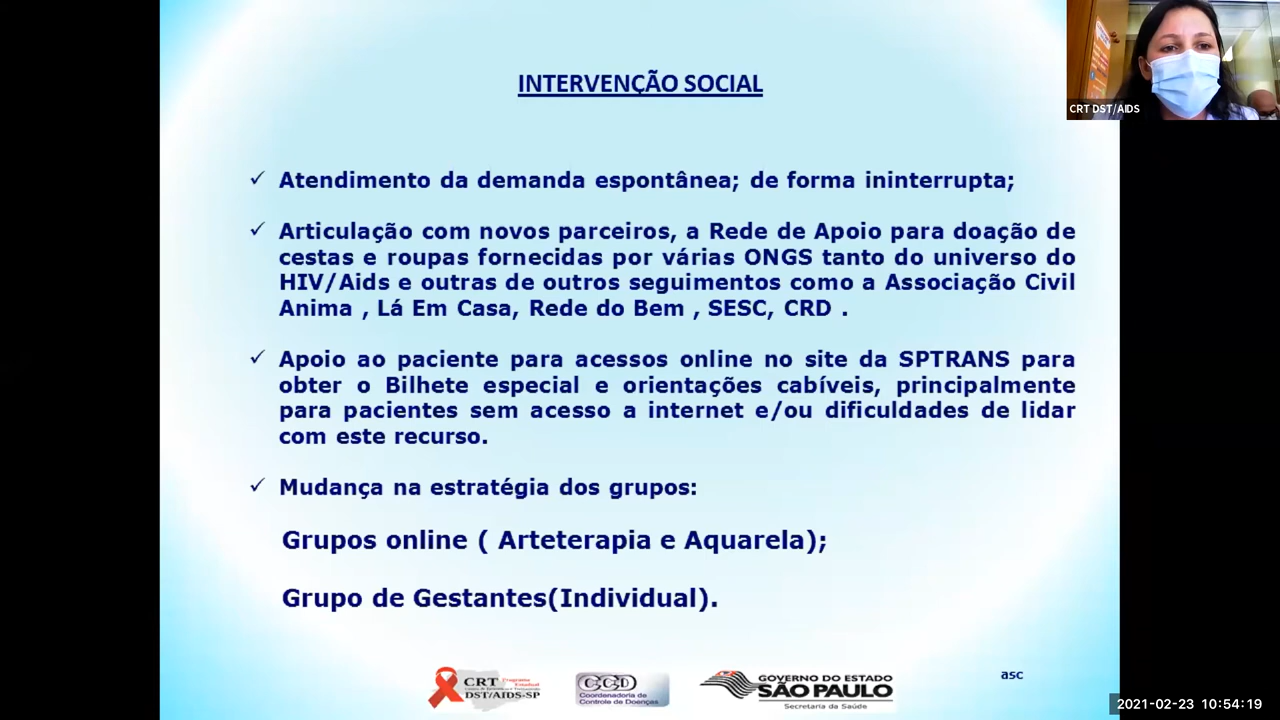 INTERVENÇÃO SOCIAL
CRT DST/AIDS
✓ Atendimento da demanda espontânea; de forma ininterrupta;
✓ Articulação com novos parceiros, a Rede de Apoio para doação de
cestas e roupas fornecidas por várias ONGS tanto do universo do
HIV/Aids e outras de outros seguimentos como a Associação Civil
Anima , Lá Em Casa, Rede do Bem , SESC, CRD .
✓ Apoio ao paciente para acessos online no site da SPTRANS para
obter o Bilhete especial e orientações cabíveis, principalmente
para pacientes sem acesso a internet e/ou dificuldades de lidar
com este recurso.
✓ Mudança na estratégia dos grupos:
Grupos online ( Arteterapia e Aquarela);
Grupo de Gestantes(Individual).
CRT
DST/AIDS-SP
CCD
Coordenadoria de
Controle de Doenças
GOVERNO DO ESTADO
SÃO PAULO
Secretaria da Saúde
asc
2021-02-23 10:54:19